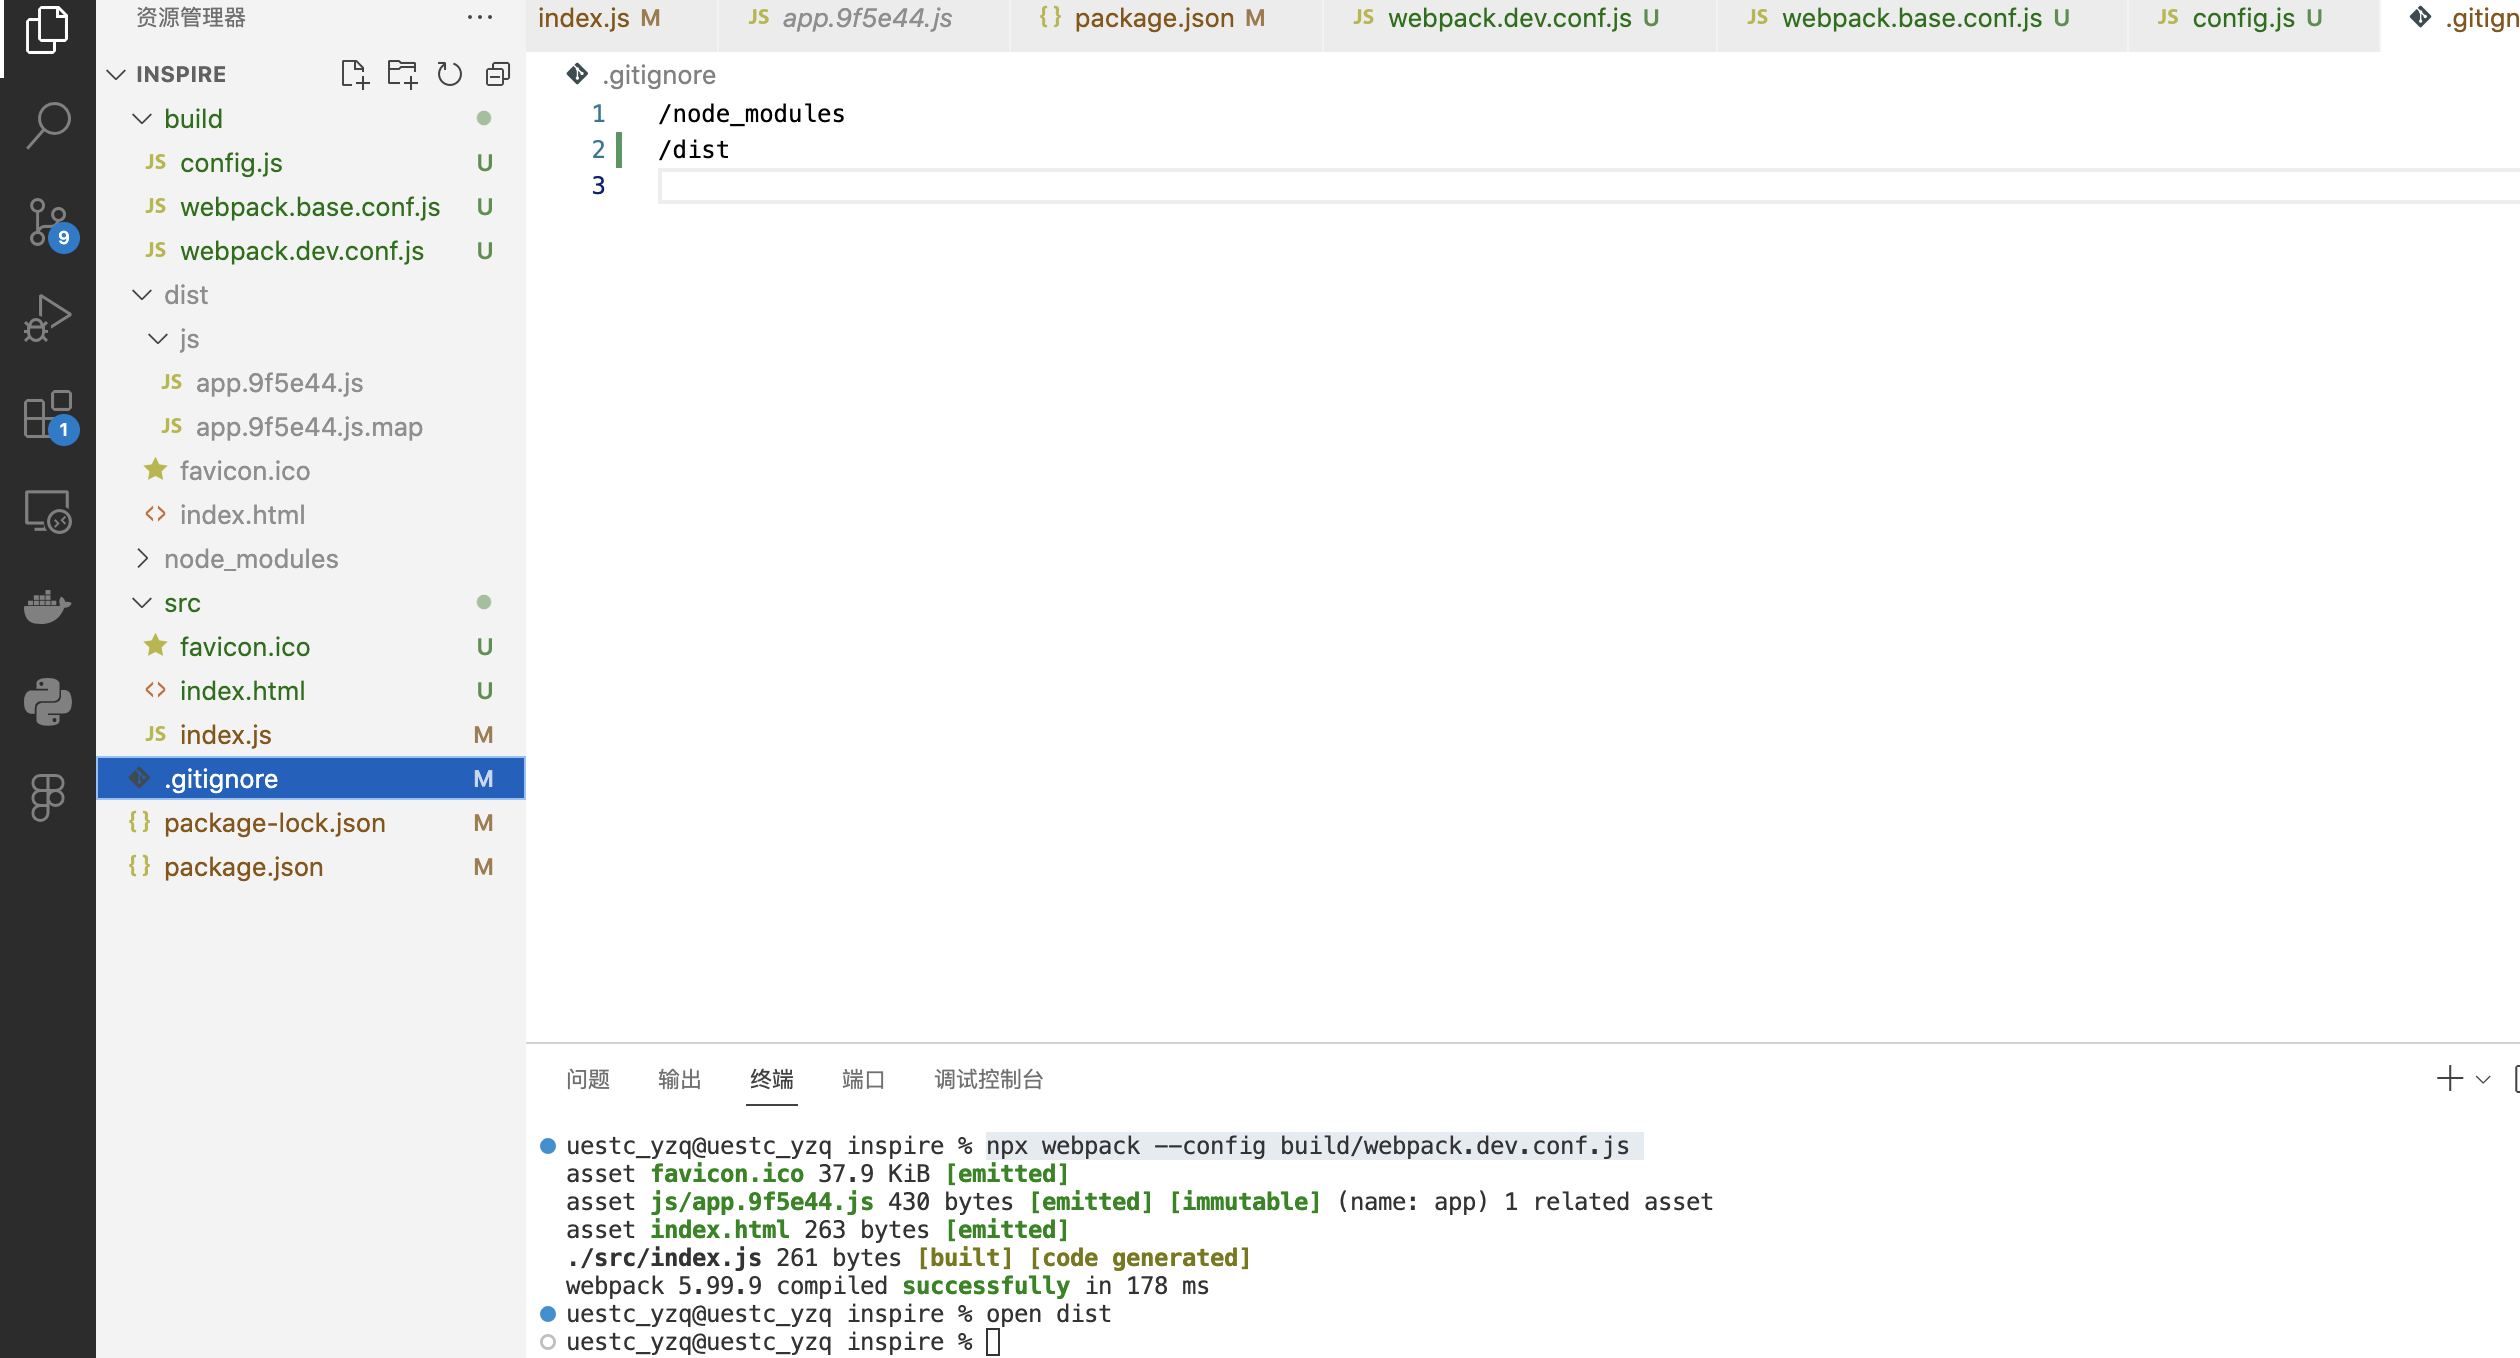 资源管理器
INSPIRE
build
JS config.js U
JS webpack.base.conf.js U
JS webpack.dev.conf.js U
dist
js
JS app.9f5e44.js
JS app.9f5e44.js.map
favicon.ico
<> index.html
node_modules
src
favicon.ico U
<> index.html U
JS index.js M
.gitignore M
{} package-lock.json M
{} package.json M
9
1
index.js M
JS app.9f5e44.js
{} package.json M
JS webpack.dev.conf.js U
JS webpack.base.conf.js U
JS config.js U
.gitign
.gitignore
1 /node_modules
2 /dist
3
问题 输出 终端 端口 调试控制台
uestc_yzq@uestc_yzq inspire % npx webpack --config build/webpack.dev.conf.js
asset favicon.ico 37.9 KiB [emitted]
asset js/app.9f5e44.js 430 bytes [emitted] [immutable] (name: app) 1 related asset
asset index.html 263 bytes [emitted]
./src/index.js 261 bytes [built] [code generated]
webpack 5.99.9 compiled successfully in 178 ms
uestc_yzq@uestc_yzq inspire % open dist
uestc_yzq@uestc_yzq inspire %